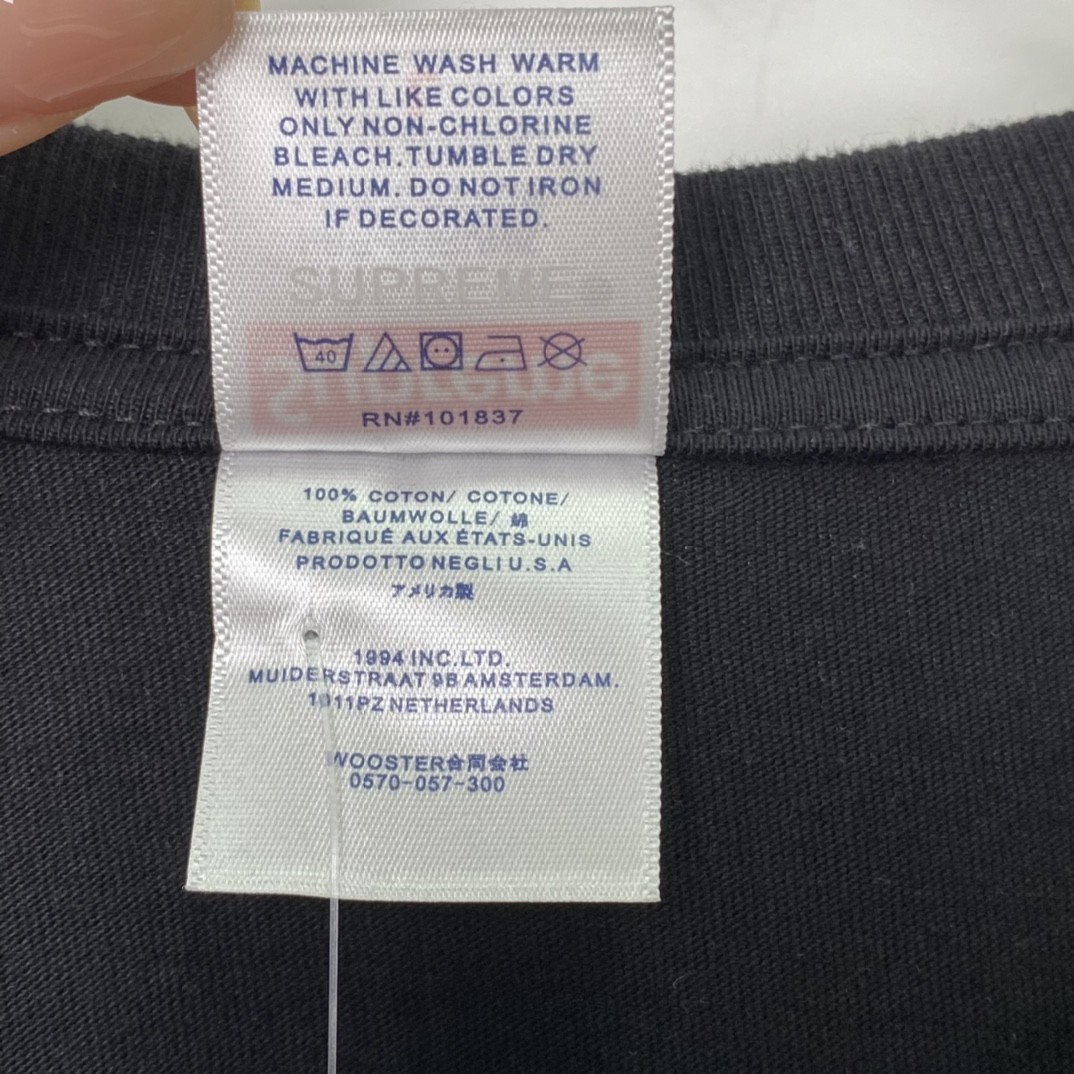 MACHINE WASH WARM
WITH LIKE COLORS
ONLY NON-CHLORINE
BLEACH.TUMBLE DRY
MEDIUM. DO NOT IRON
IF DECORATED.
SUPREME
40
Supreme
RN#101837
100% COTON/ COTONE/
BAUMWOLLE/ 綿
FABRIQUÉ AUX ÉTATS-UNIS
PRODOTTO NEGLI U.S.A
アメリカ製
1994 INC.LTD.
MUIDERSTRAAT 9B AMSTERDAM.
1011PZ NETHERLANDS
WOOSTER合同会社
0570-057-300